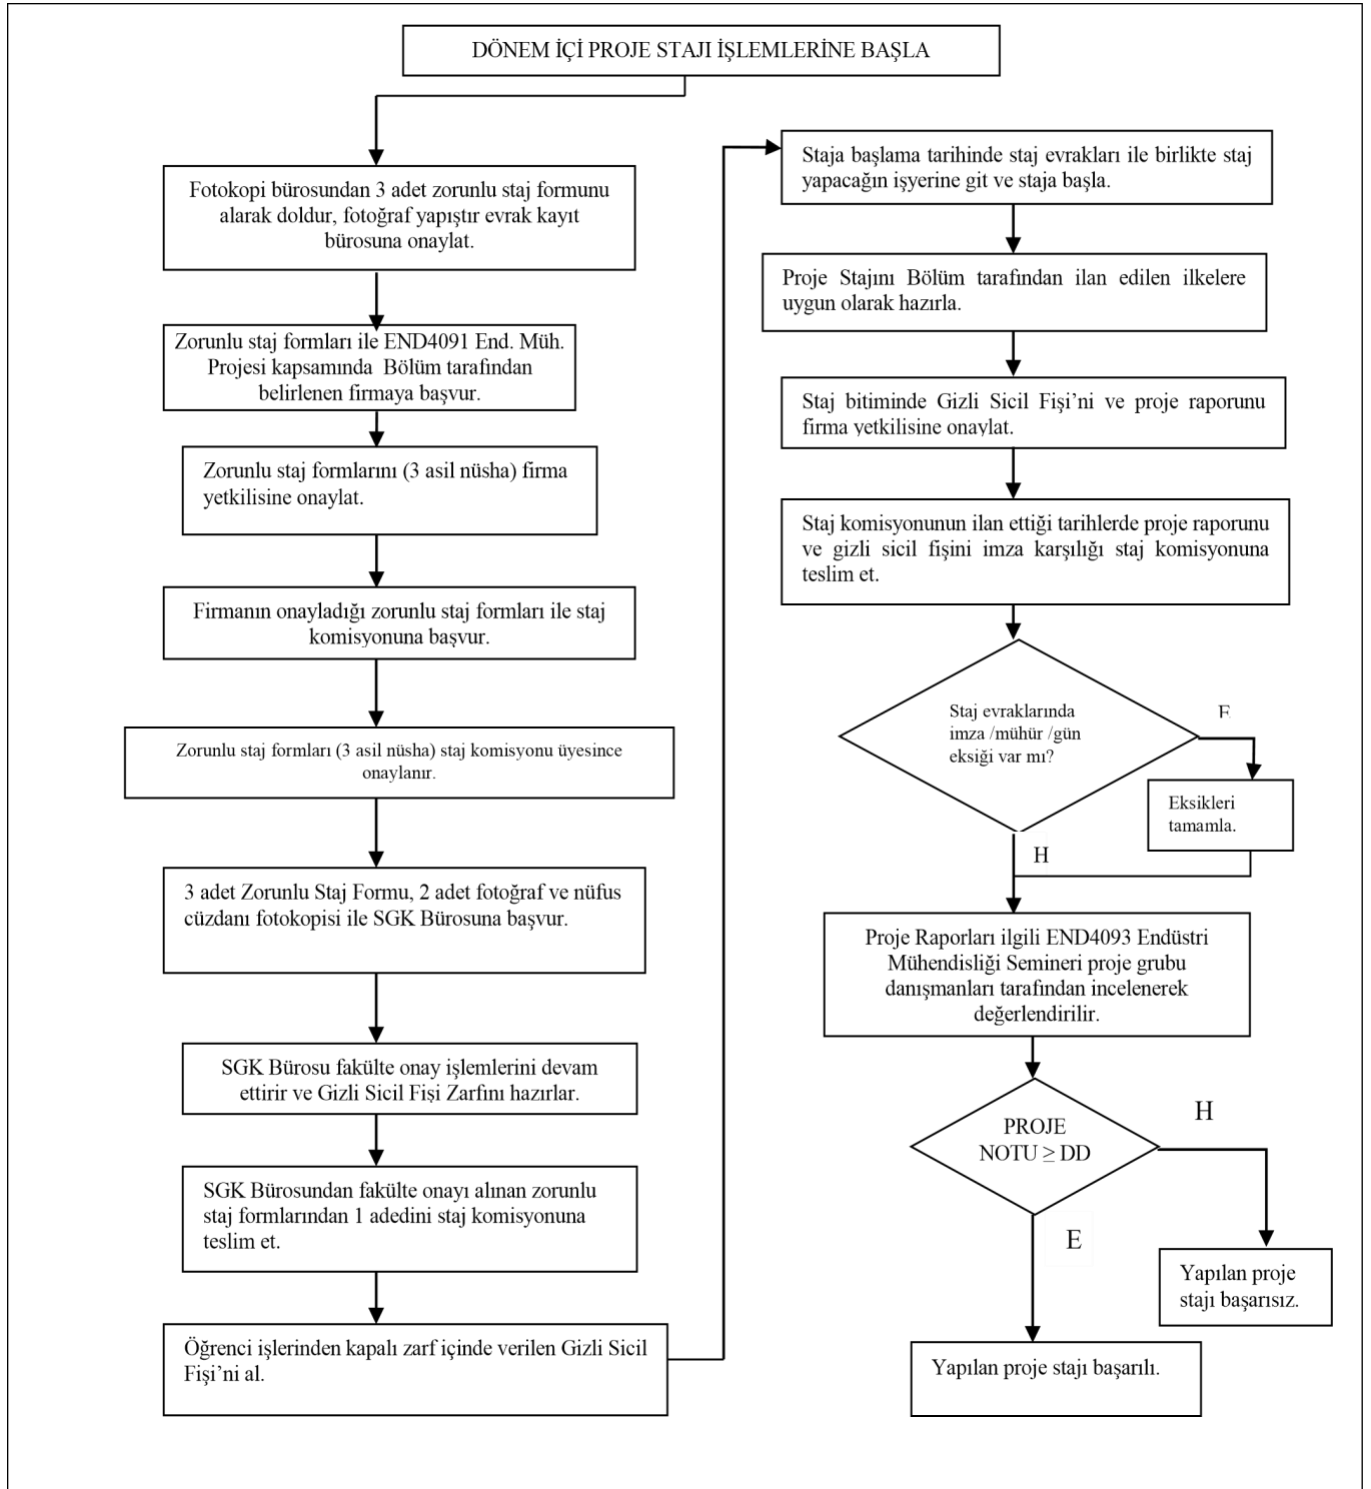 DÖNEM İÇİ PROJE STAJI İŞLEMLERİNE BAŞLA
Fotokopi bürosundan 3 adet zorunlu staj formunu
alarak doldur, fotoğraf yapıştır evrak kayıt
bürosuna onaylat.
Zorunlu staj formları ile END4091 End. Müh.
Projesi kapsamında Bölüm tarafından
belirlenen firmaya başvur.
Zorunlu staj formlarını (3 asil nüsha) firma
yetkilisine onaylat.
Firmanın onayladığı zorunlu staj formları ile staj
komisyonuna başvur.
Zorunlu staj formları (3 asil nüsha) staj komisyonu üyesince
onaylanır.
3 adet Zorunlu Staj Formu, 2 adet fotoğraf ve nüfus
cüzdanı fotokopisi ile SGK Bürosuna başvur.
SGK Bürosu fakülte onay işlemlerini devam
ettirir ve Gizli Sicil Fişi Zarfını hazırlar.
SGK Bürosundan fakülte onayı alınan zorunlu
staj formlarından 1 adedini staj komisyonuna
teslim et.
Öğrenci işlerinden kapalı zarf içinde verilen Gizli Sicil
Fişi’ni al.
Staja başlama tarihinde staj evrakları ile birlikte staj
yapacağın işyerine git ve staja başla.
Proje Stajını Bölüm tarafından ilan edilen ilkelere
uygun olarak hazırla.
Staj bitiminde Gizli Sicil Fişi’ni ve proje raporunu
firma yetkilisine onaylat.
Staj komisyonunun ilan ettiği tarihlerde proje raporunu
ve gizli sicil fişini imza karşılığı staj komisyonuna
teslim et.
Staj evraklarında
imza /mühür /gün
eksiği var mı?
E
Eksikleri
tamamla.
H
Proje Raporları ilgili END4093 Endüstri
Mühendisliği Semineri proje grubu
danışmanları tarafından incelenerek
değerlendirilir.
PROJE
NOTU ≥ DD
H
E
Yapılan proje
stajı başarısız.
Yapılan proje stajı başarılı.